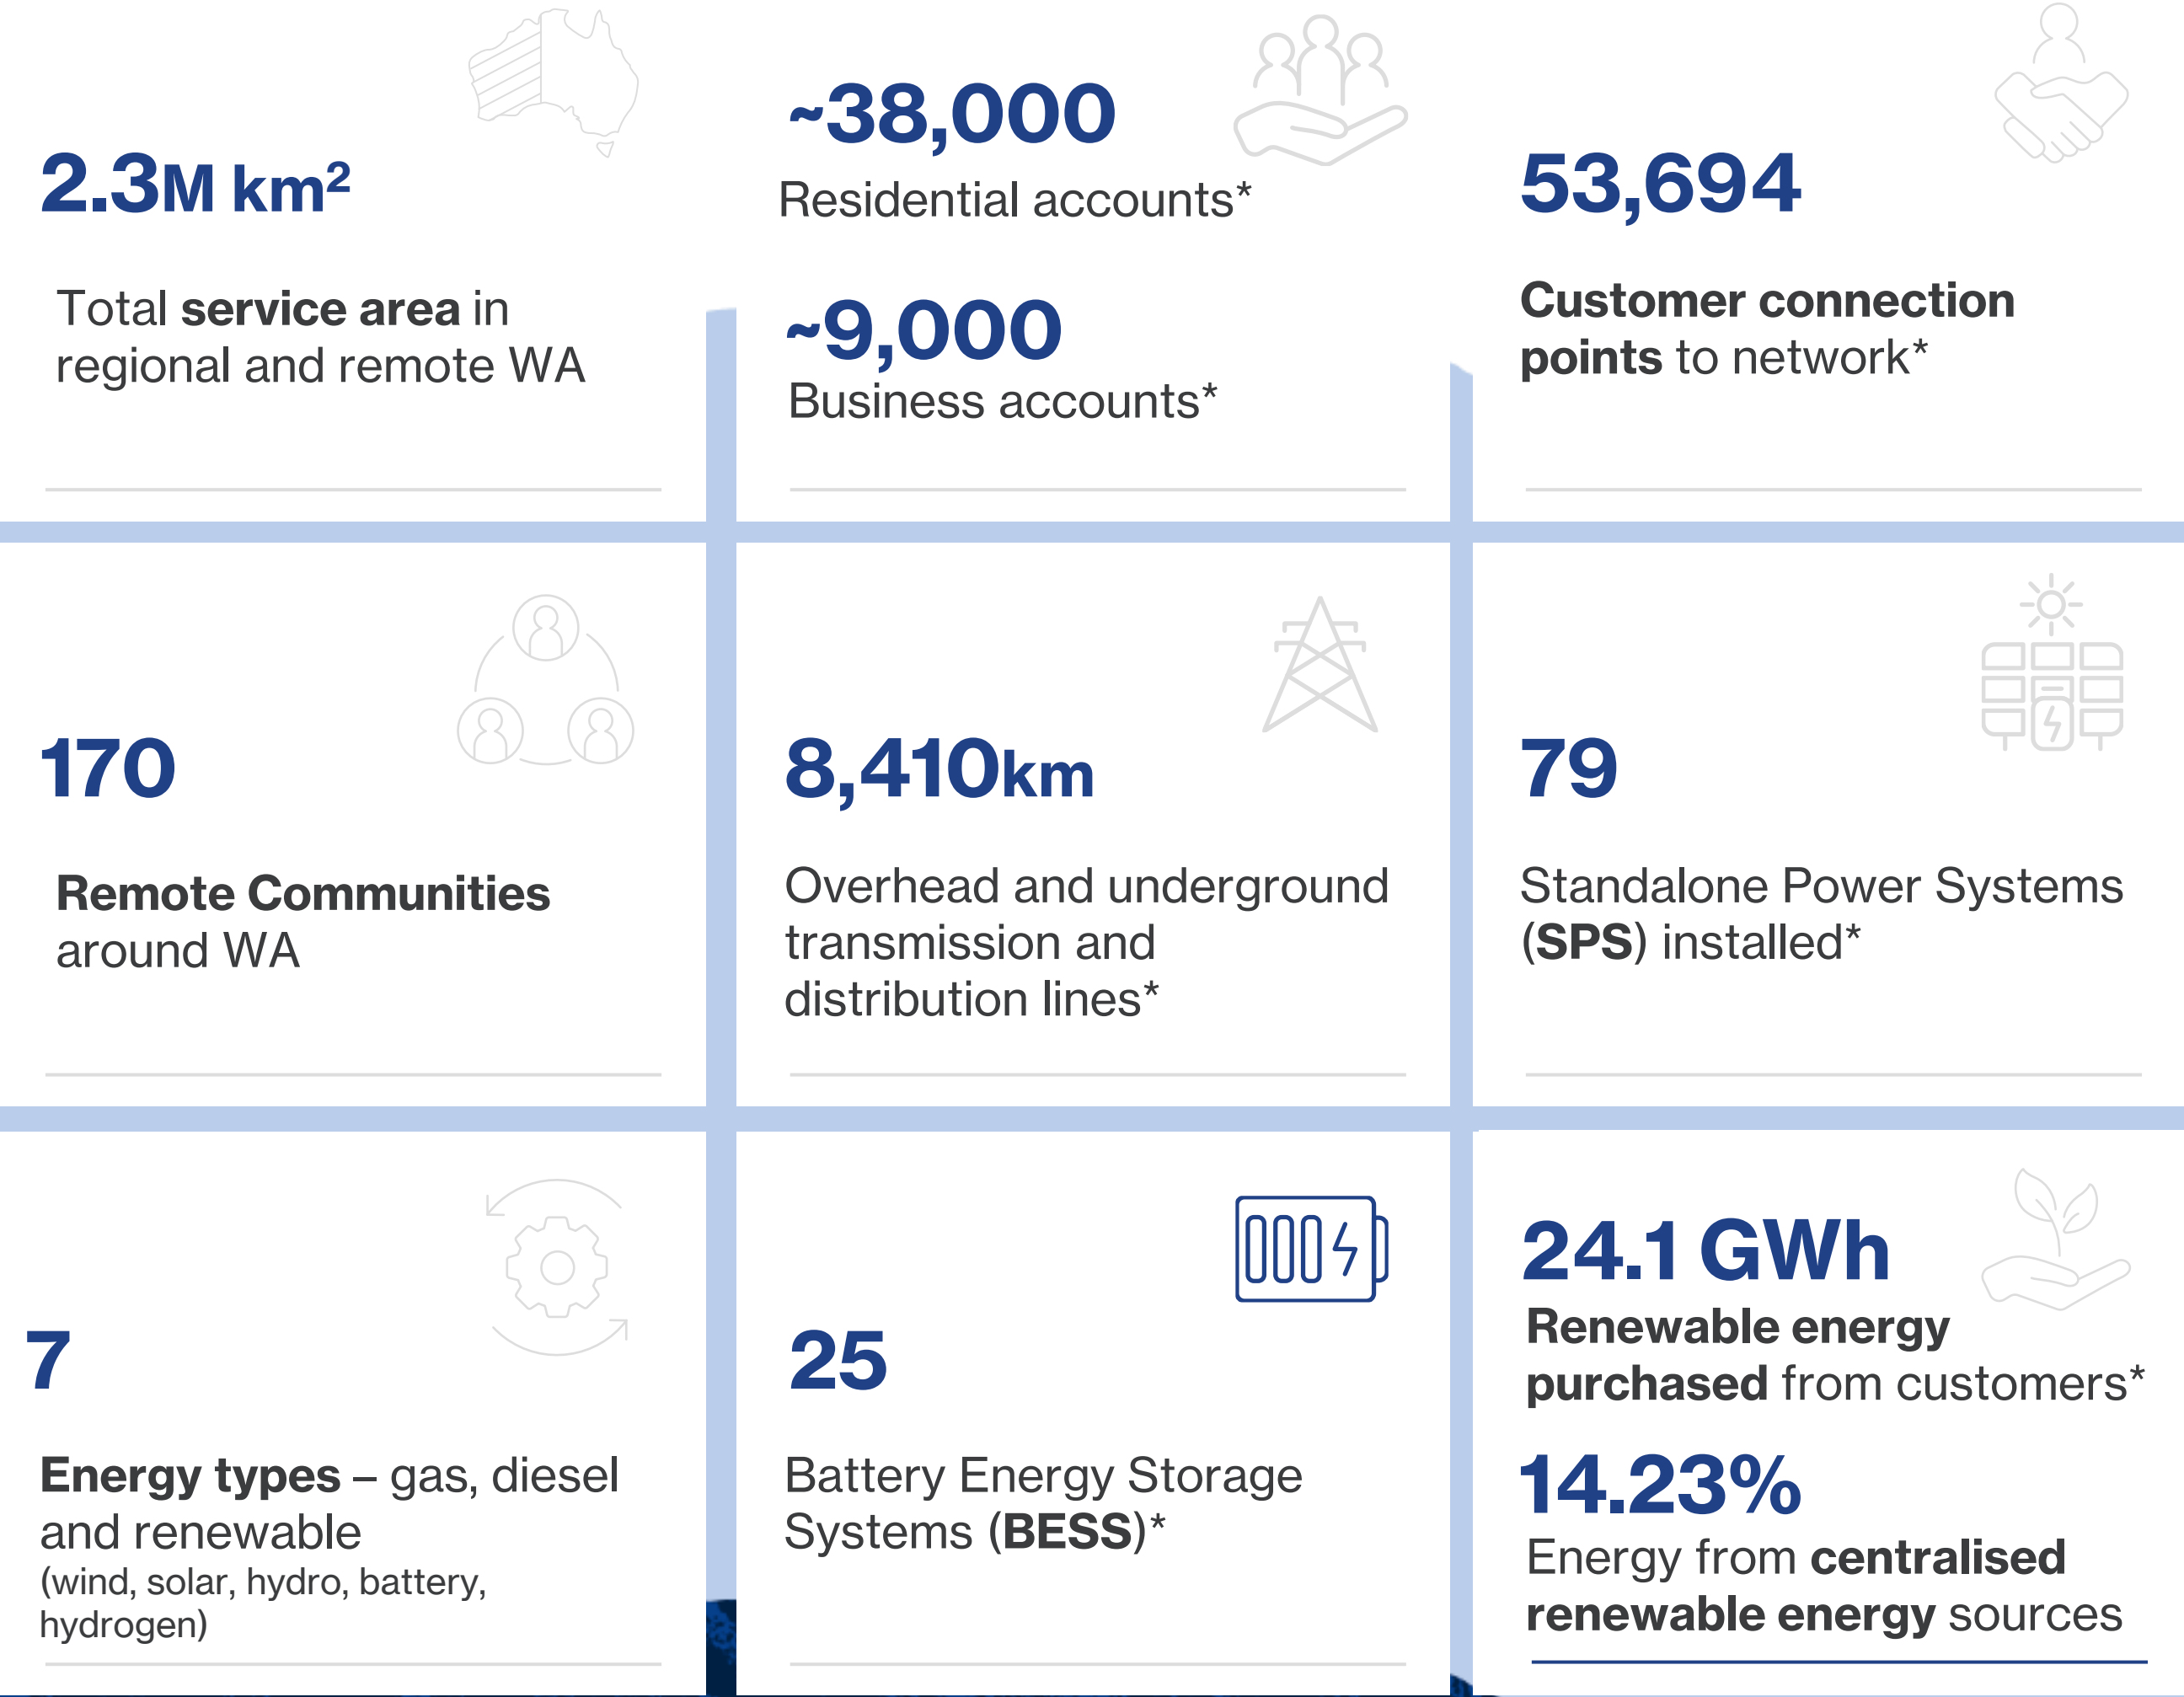 2.3M km²
Total service area in
regional and remote WA
~38,000
Residential accounts*
~9,000
Business accounts*
53,694
Customer connection
points to network*
170
Remote Communities
around WA
8,410km
Overhead and underground
transmission and
distribution lines*
79
Standalone Power Systems
(SPS) installed*
7
Energy types – gas, diesel
and renewable
(wind, solar, hydro, battery,
hydrogen)
25
Battery Energy Storage
Systems (BESS)*
24.1 GWh
Renewable energy
purchased from customers*
14.23%
Energy from centralised
renewable energy sources